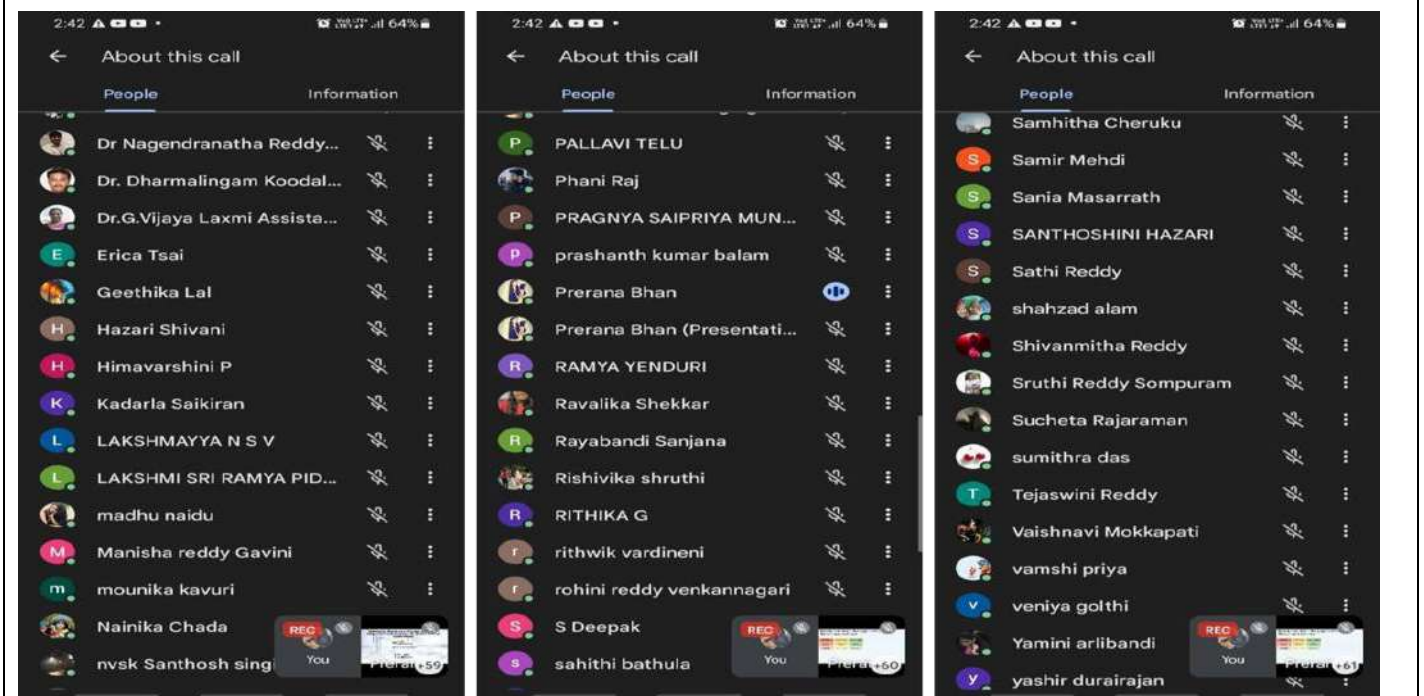 2:42 64%
About this call
People Information
Dr Nagendranatha Reddy...
Dr. Dharmalingam Koodal...
Dr.G.Vijaya Laxmi Assista...
E Erica Tsai
Geethika Lal
H Hazari Shivani
H Himavarshini P
K Kadarla Saikiran
L LAKSHMAYYA N S V
L LAKSHMI SRI RAMYA PID...
madhu naidu
M Manisha reddy Gavini
m mounika kavuri
Nainika Chada
nvsk Santhosh singi
REC
You
+59
2:42 64%
About this call
People Information
P PALLAVI TELU
Phani Raj
P PRAGNYA SAIPRIYA MUN...
p prashanth kumar balam
Prerana Bhan
Prerana Bhan (Presentati...
R RAMYA YENDURI
Ravalika Shekkar
R Rayabandi Sanjana
Rishivika shruthi
R RITHIKA G
r rithwik vardineni
r rohini reddy venkannagari
S S Deepak
s sahithi bathula
REC
You
+60
2:42 64%
About this call
People Information
Samhitha Cheruku
S Samir Mehdi
S Sania Masarrath
S SANTHOSHINI HAZARI
S Sathi Reddy
shahzad alam
Shivanmitha Reddy
Sruthi Reddy Sompuram
Sucheta Rajaraman
sumithra das
T Tejaswini Reddy
Vaishnavi Mokkapati
vamshi priya
v veniya golthi
Yamini arlibandi
y yashir durairajan
REC
You
+61